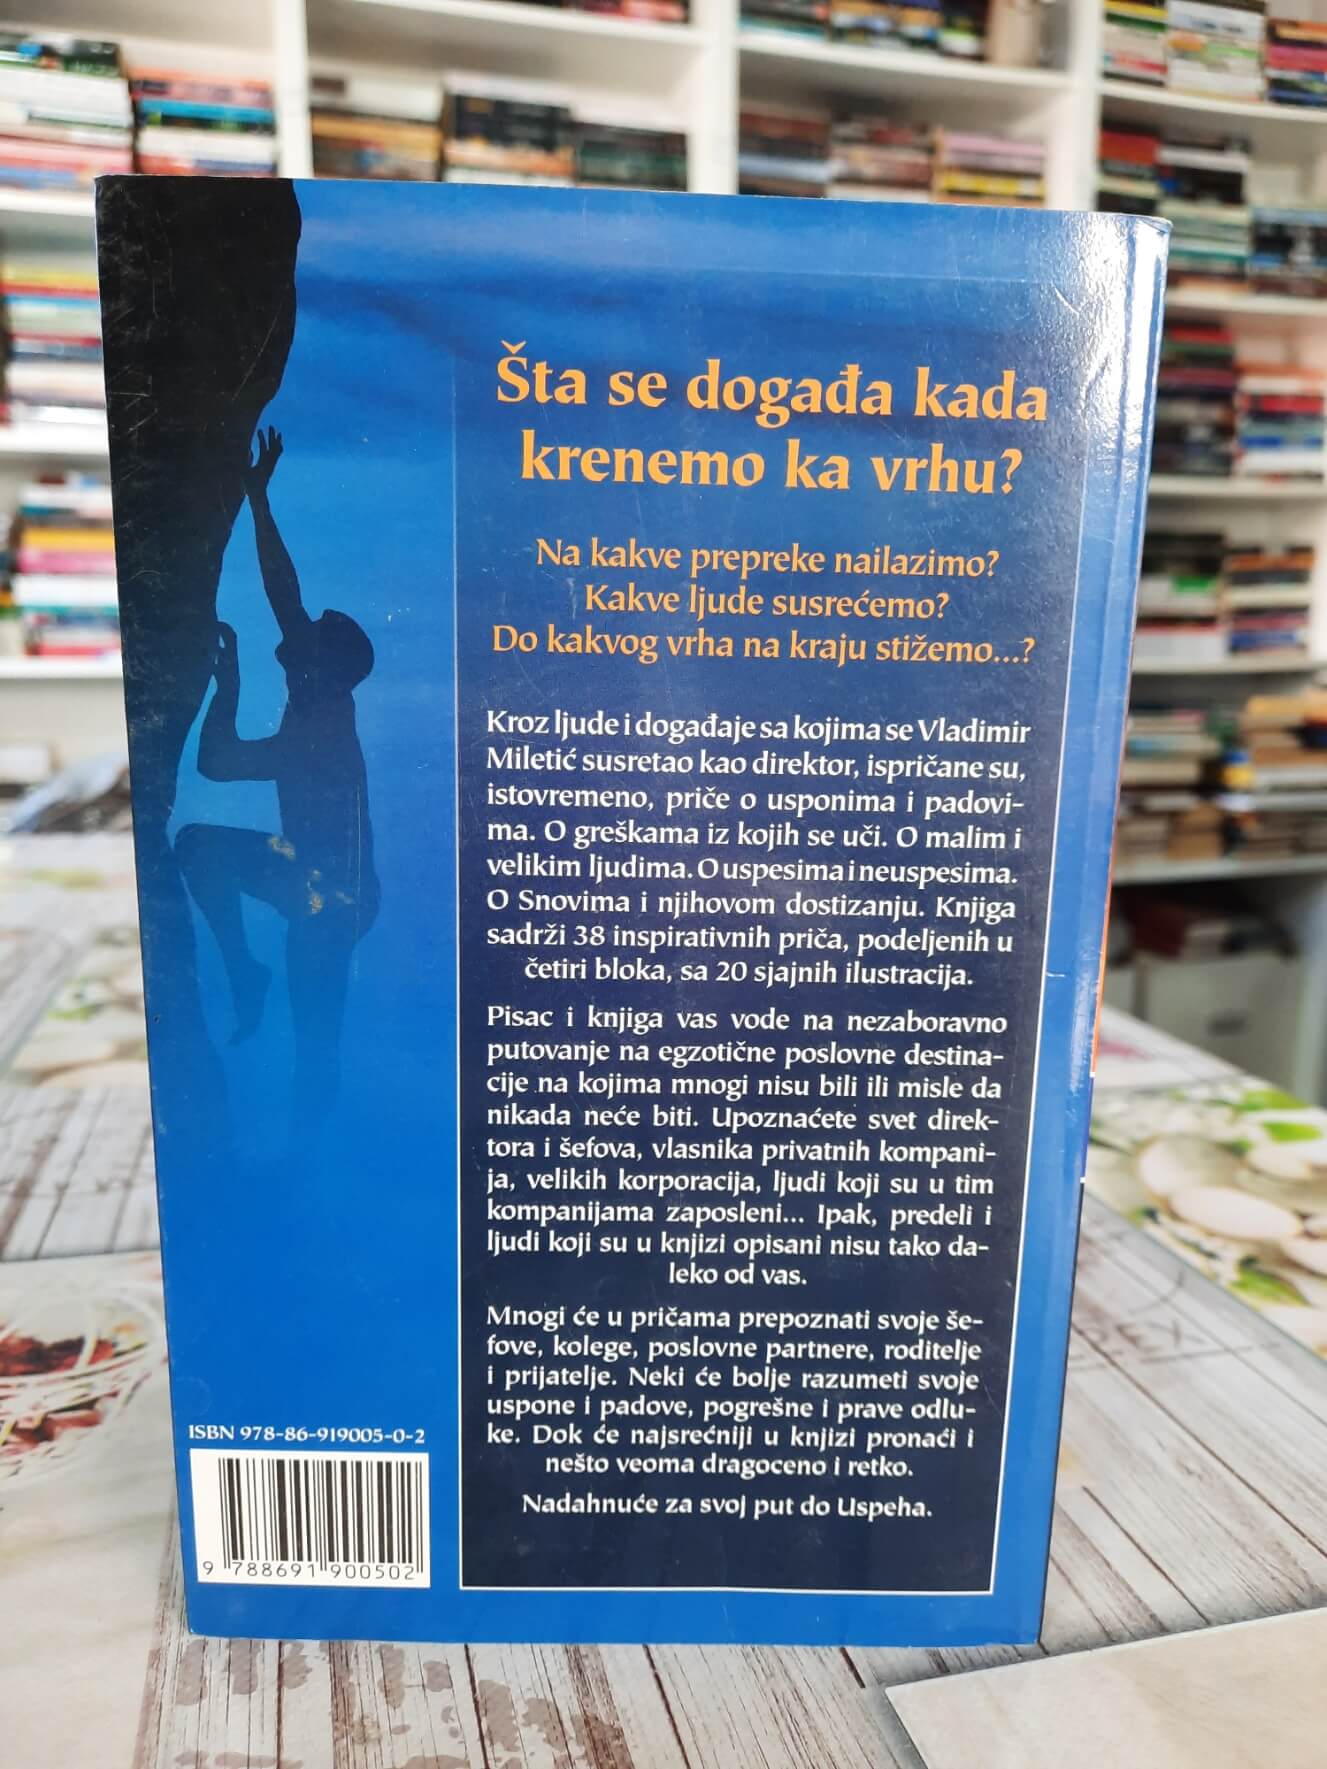 Šta se događa kada
krenemo ka vrhu?
Na kakve prepreke nailazimo?
Kakve ljude susrećemo?
Do kakvog vrha na kraju stižemo...?
Kroz ljude i događaje sa kojima se Vladimir
Miletić susretao kao direktor, ispričane su,
istovremeno, priče o usponima i padovi-
ma. O greškama iz kojih se uči. O malim i
velikim ljudima. O uspesima i neuspesima.
O Snovima i njihovom dostizanju. Knjiga
sadrži 38 inspirativnih priča, podeljenih u
četiri bloka, sa 20 sjajnih ilustracija.
Pisac i knjiga vas vode na nezaboravno
putovanje na egzotične poslovne destina-
cije na kojima mnogi nisu bili ili misle da
nikada neće biti. Upoznaćete svet direk-
tora i šefova, vlasnika privatnih kompani-
ja, velikih korporacija, ljudi koji su u tim
kompanijama zaposleni... Ipak, predeli i
ljudi koji su u knjizi opisani nisu tako da-
leko od vas.
Mnogi će u pričama prepoznati svoje še-
fove, kolege, poslovne partnere, roditelje
i prijatelje. Neki će bolje razumeti svoje
uspone i padove, pogrešne i prave odlu-
ke. Dok će najsrećniji u knjizi pronaći i
nešto veoma dragoceno i retko.
Nadahnuće za svoj put do Uspeha.
ISBN 978-86-919005-0-2
9 788691 900502